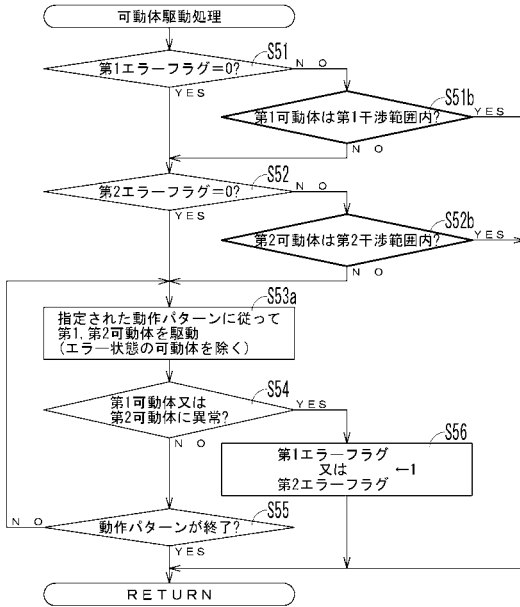 可動体駆動処理
S51
第1エラーフラグ=0?
NO
YES
S51b
第1可動体は第1干渉範囲内?
YES
NO
S52
第2エラーフラグ=0?
NO
YES
S52b
第2可動体は第2干渉範囲内?
YES
NO
S53a
指定された動作パターンに従って
第1,第2可動体を駆動
(エラー状態の可動体を除く)
S54
第1可動体又は
第2可動体に異常?
YES
NO
S56
第1エラーフラグ
又は ←1
第2エラーフラグ
S55
動作パターンが終了?
NO
YES
RETURN